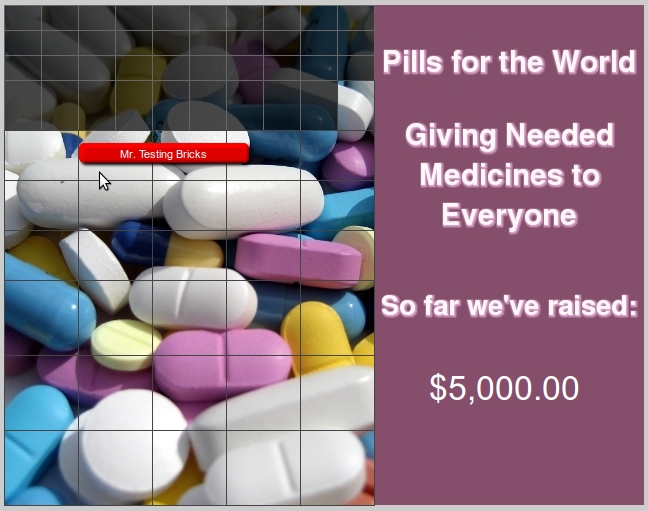 Mr. Testing Bricks
Pills for the World
Giving Needed
Medicines to
Everyone
So far we've raised:
$5,000.00